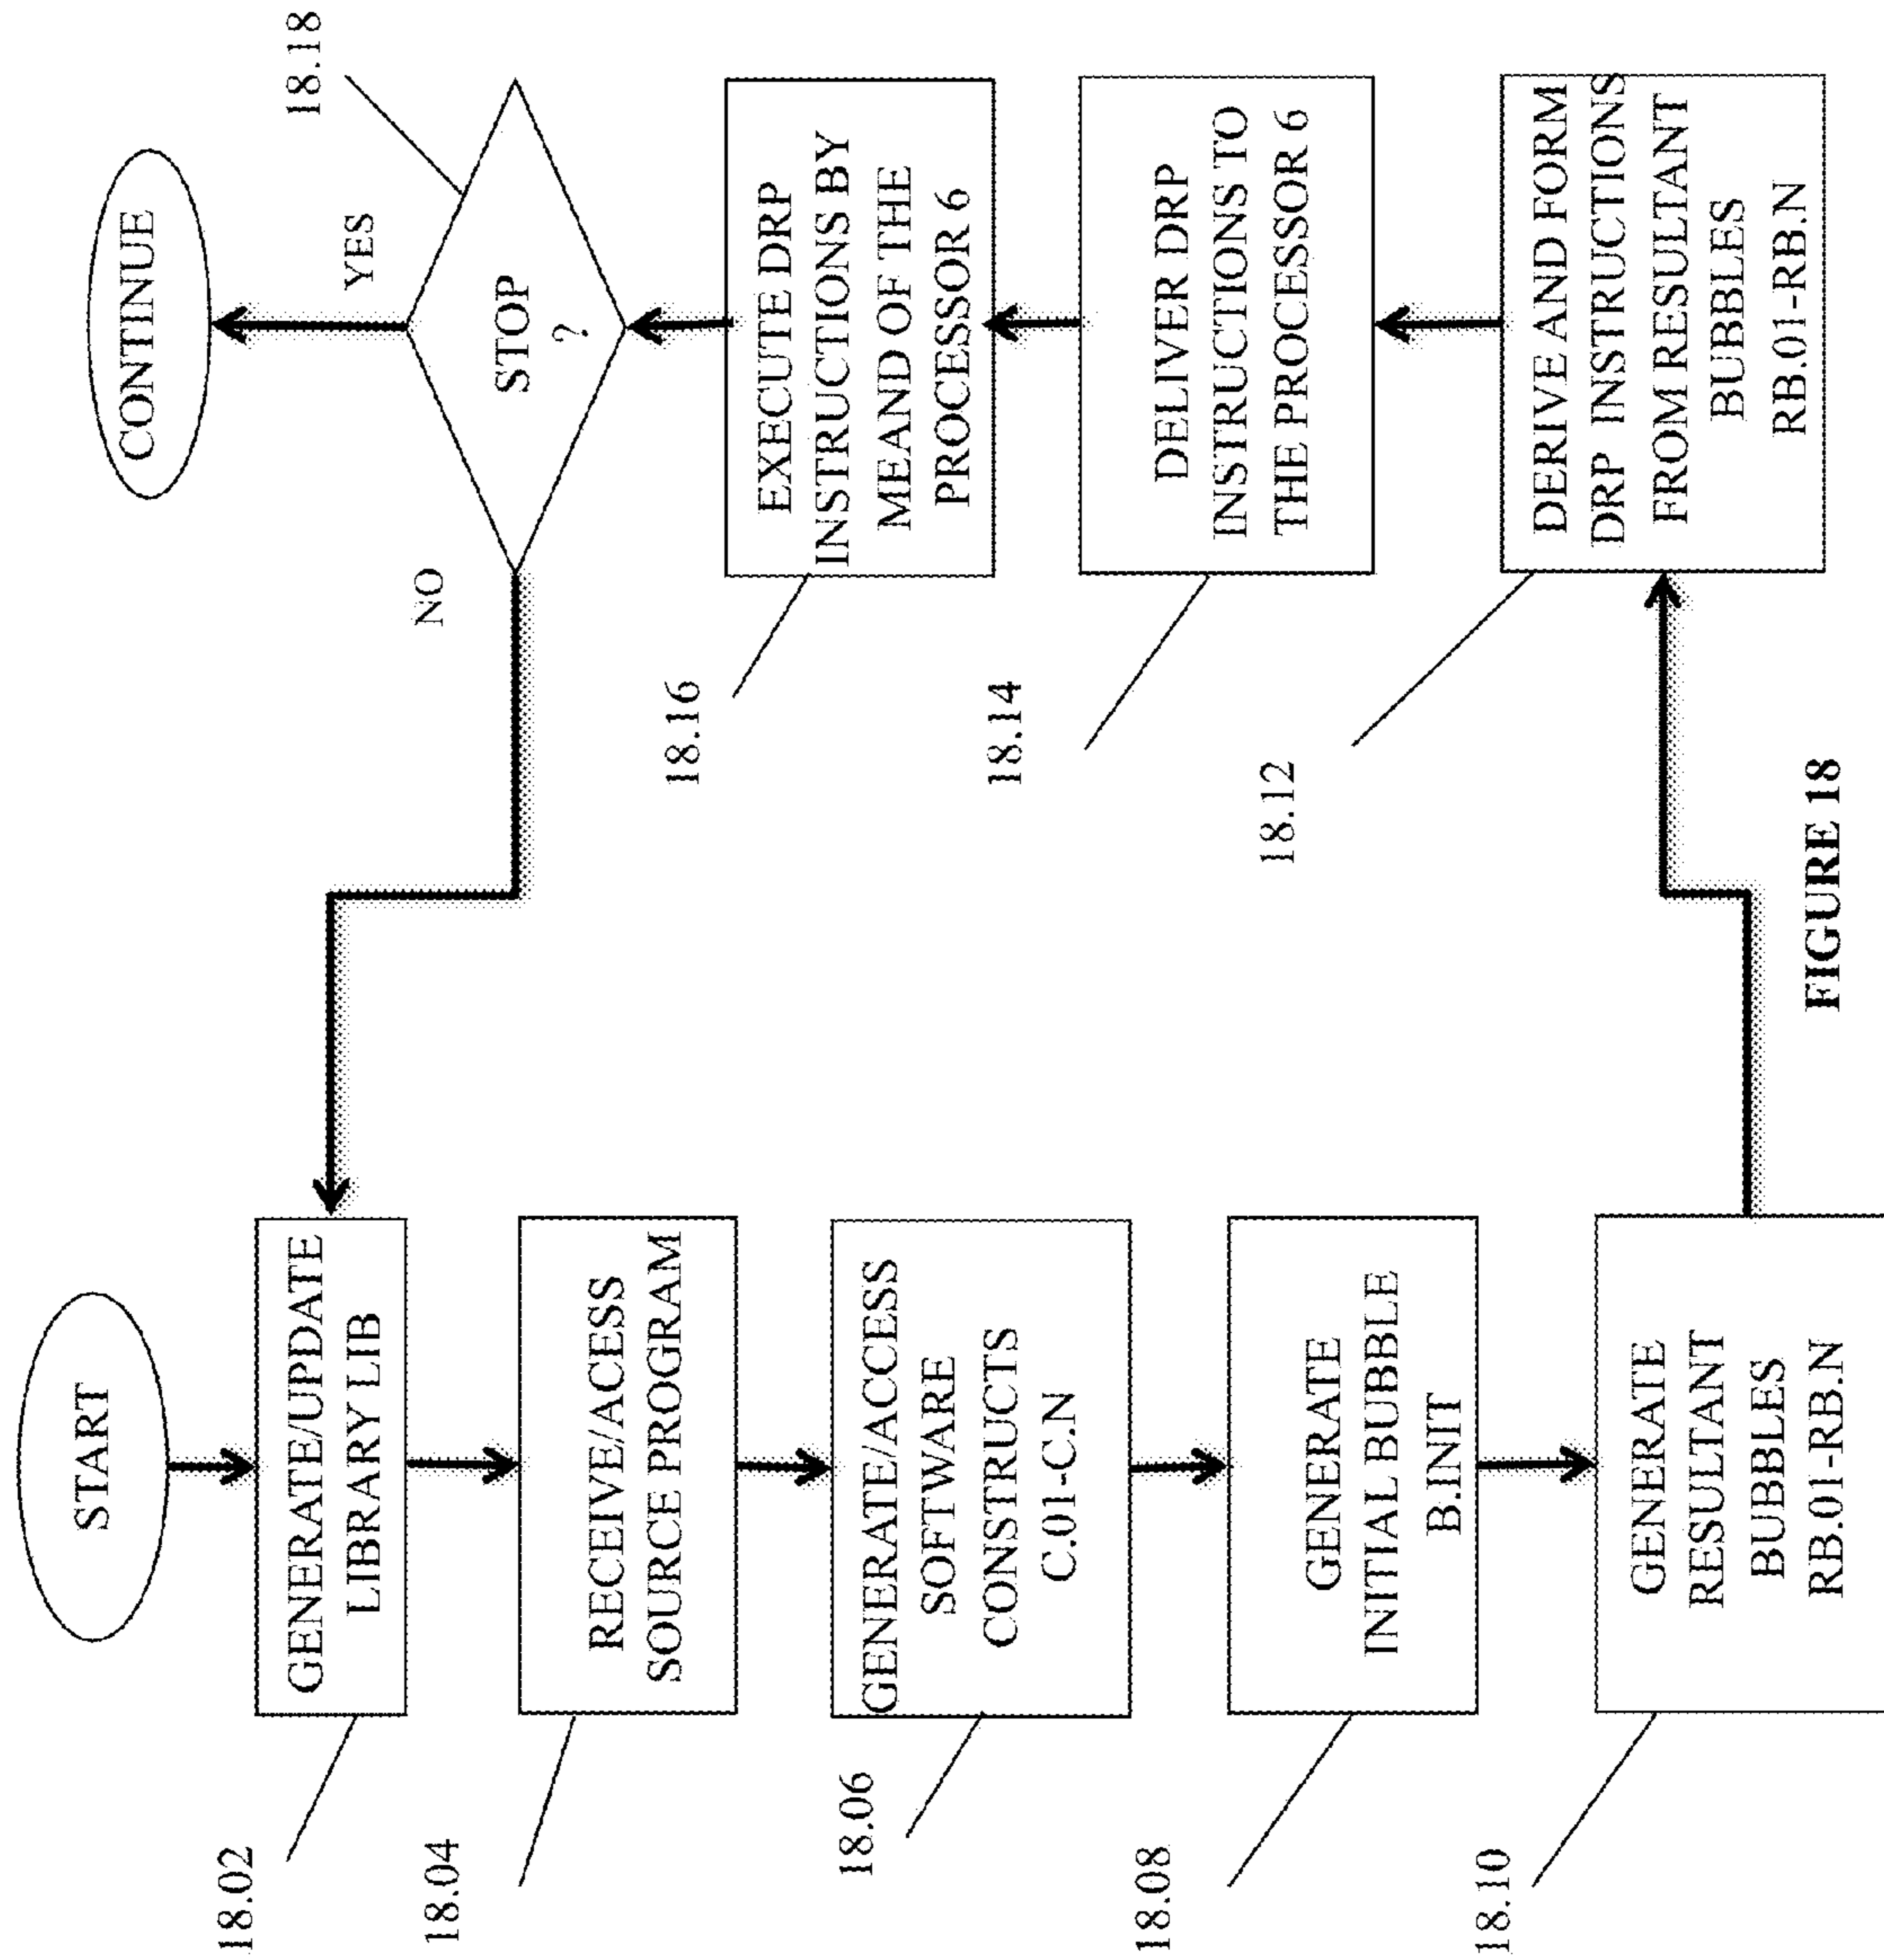 START
18.02
GENERATE/UPDATE
LIBRARY LIB
18.04
RECEIVE/ACESS
SOURCE PROGRAM
18.06
GENERATE/ACCESS
SOFTWARE
CONSTRUCTS
C.01-C.N
18.08
GENERATE
INITIAL BUBBLE
B.INIT
18.10
GENERATE
RESULTANT
BUBBLES
RB.01-RB.N
18.12
DERIVE AND FORM
DRP INSTRUCTIONS
FROM RESULTANT
BUBBLES
RB.01-RB.N
18.14
DELIVER DRP
INSTRUCTIONS TO
THE PROCESSOR 6
18.16
EXECUTE DRP
INSTRUCTIONS BY
MEAND OF THE
PROCESSOR 6
18.18
STOP
?
NO
YES
CONTINUE
FIGURE 18